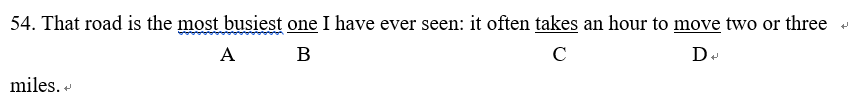 54. That road is the most busiest one I have ever seen: it often takes an hour to move two or three
A B C D
miles.